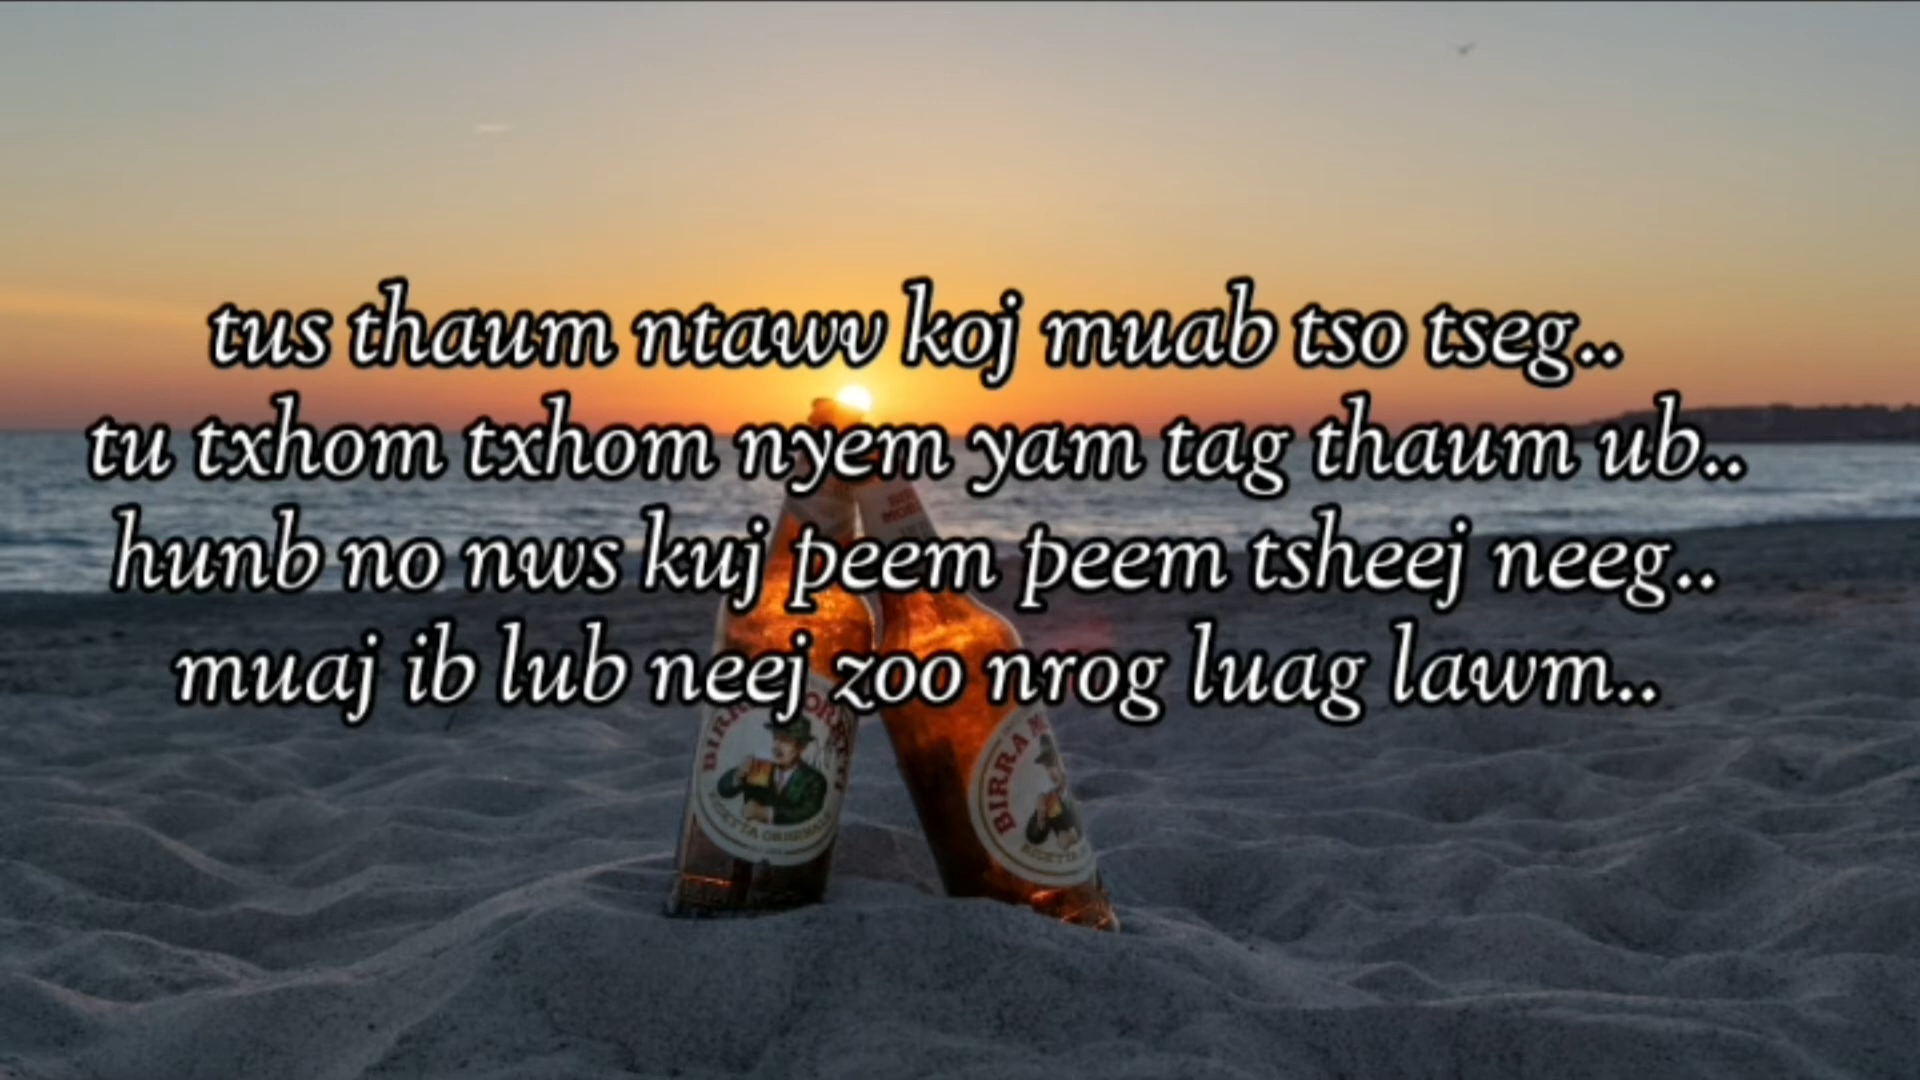 tus thaum ntawv koj muab tso tseg..
tu txhom txhom nyem yam tag thaum ub..
hunb no nws kuj peem peem tsheej neeg..
muaj ib lub neej zoo nrog luag lawm..
BIRRA M